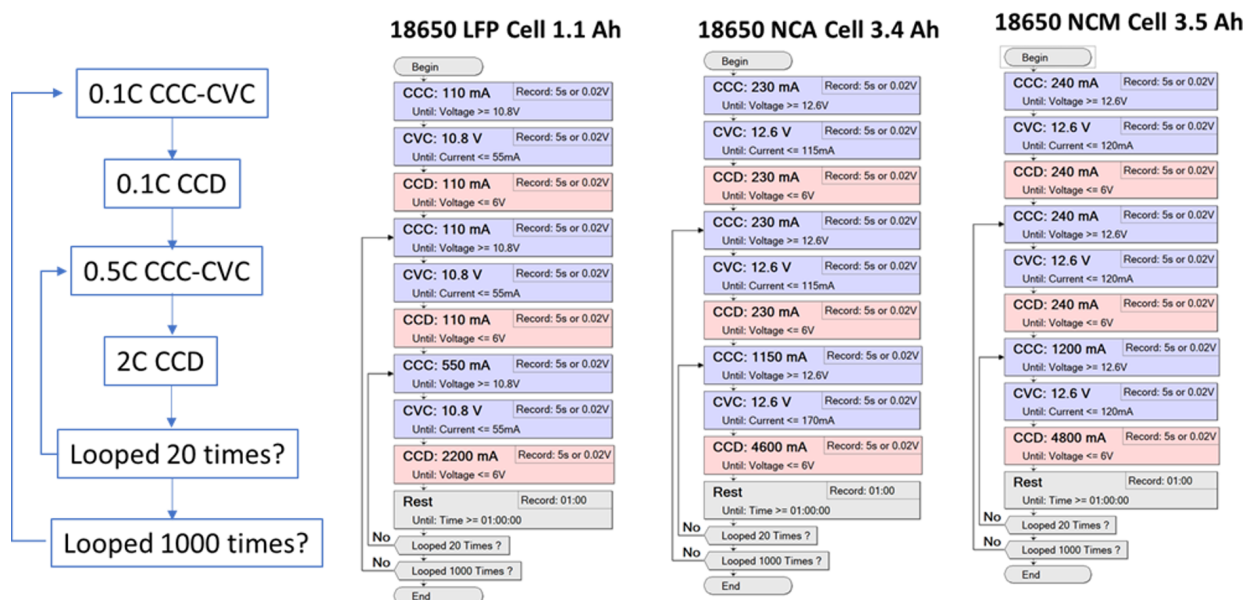 0.1C CCC-CVC
0.1C CCD
0.5C CCC-CVC
2C CCD
Looped 20 times?
Looped 1000 times?
18650 LFP Cell 1.1 Ah
Begin
CCC: 110 mA Record: 5s or 0.02V
Until: Voltage >= 10.8V
CVC: 10.8 V Record: 5s or 0.02V
Until: Current <= 55mA
CCD: 110 mA Record: 5s or 0.02V
Until: Voltage <= 6V
CCC: 110 mA Record: 5s or 0.02V
Until: Voltage >= 10.8V
CVC: 10.8 V Record: 5s or 0.02V
Until: Current <= 55mA
CCD: 110 mA Record: 5s or 0.02V
Until: Voltage <= 6V
CCC: 550 mA Record: 5s or 0.02V
Until: Voltage >= 10.8V
CVC: 10.8 V Record: 5s or 0.02V
Until: Current <= 55mA
CCD: 2200 mA Record: 5s or 0.02V
Until: Voltage <= 6V
Rest Record: 01:00
Until: Time >= 01:00:00
No
Looped 20 Times ?
No
Looped 1000 Times ?
End
18650 NCA Cell 3.4 Ah
Begin
CCC: 230 mA Record: 5s or 0.02V
Until: Voltage >= 12.6V
CVC: 12.6 V Record: 5s or 0.02V
Until: Current <= 115mA
CCD: 230 mA Record: 5s or 0.02V
Until: Voltage <= 6V
CCC: 230 mA Record: 5s or 0.02V
Until: Voltage >= 12.6V
CVC: 12.6 V Record: 5s or 0.02V
Until: Current <= 115mA
CCD: 230 mA Record: 5s or 0.02V
Until: Voltage <= 6V
CCC: 1150 mA Record: 5s or 0.02V
Until: Voltage >= 12.6V
CVC: 12.6 V Record: 5s or 0.02V
Until: Current <= 170mA
CCD: 4600 mA Record: 5s or 0.02V
Until: Voltage <= 6V
Rest Record: 01:00
Until: Time >= 01:00:00
No
Looped 20 Times ?
No
Looped 1000 Times ?
End
18650 NCM Cell 3.5 Ah
Begin
CCC: 240 mA Record: 5s or 0.02V
Until: Voltage >= 12.6V
CVC: 12.6 V Record: 5s or 0.02V
Until: Current <= 120mA
CCD: 240 mA Record: 5s or 0.02V
Until: Voltage <= 6V
CCC: 240 mA Record: 5s or 0.02V
Until: Voltage >= 12.6V
CVC: 12.6 V Record: 5s or 0.02V
Until: Current <= 120mA
CCD: 240 mA Record: 5s or 0.02V
Until: Voltage <= 6V
CCC: 1200 mA Record: 5s or 0.02V
Until: Voltage >= 12.6V
CVC: 12.6 V Record: 5s or 0.02V
Until: Current <= 120mA
CCD: 4800 mA Record: 5s or 0.02V
Until: Voltage <= 6V
Rest Record: 01:00
Until: Time >= 01:00:00
No
Looped 20 Times ?
No
Looped 1000 Times ?
End